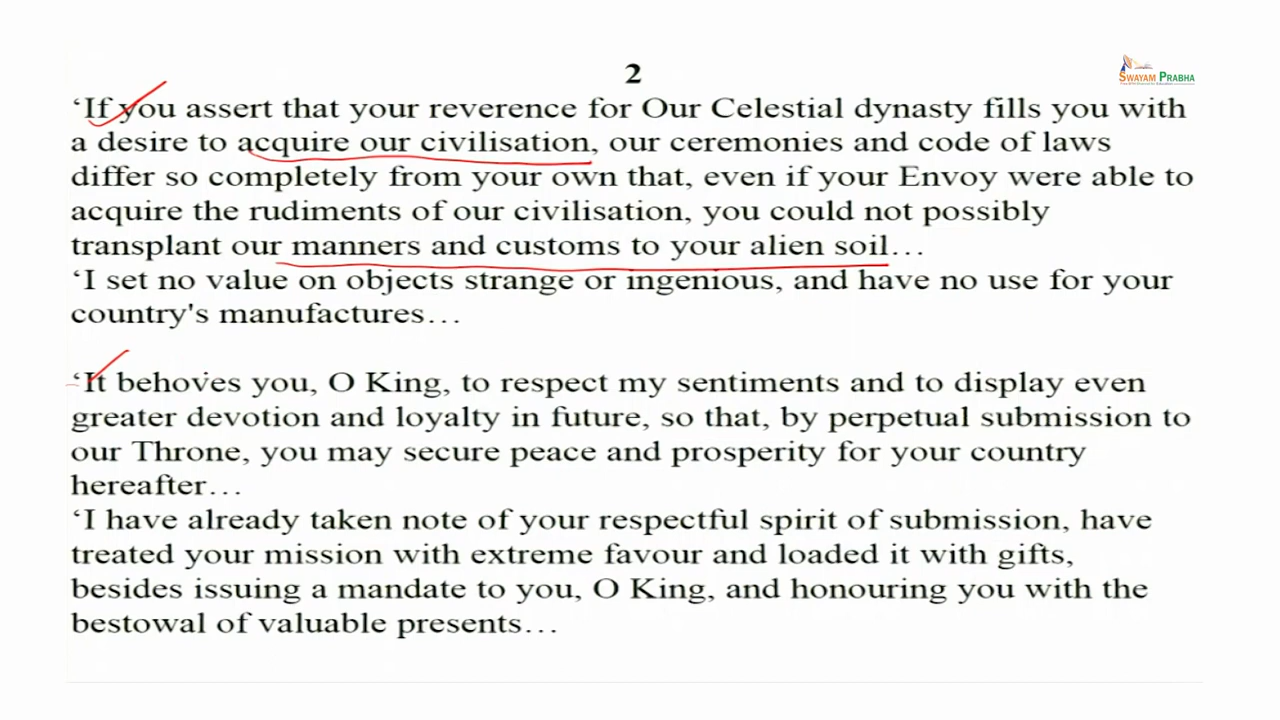 2
SWAYAM PRABHA
‘If you assert that your reverence for Our Celestial dynasty fills you with
a desire to acquire our civilisation, our ceremonies and code of laws
differ so completely from your own that, even if your Envoy were able to
acquire the rudiments of our civilisation, you could not possibly
transplant our manners and customs to your alien soil…
‘I set no value on objects strange or ingenious, and have no use for your
country's manufactures…
‘It behoves you, O King, to respect my sentiments and to display even
greater devotion and loyalty in future, so that, by perpetual submission to
our Throne, you may secure peace and prosperity for your country
hereafter…
‘I have already taken note of your respectful spirit of submission, have
treated your mission with extreme favour and loaded it with gifts,
besides issuing a mandate to you, O King, and honouring you with the
bestowal of valuable presents…